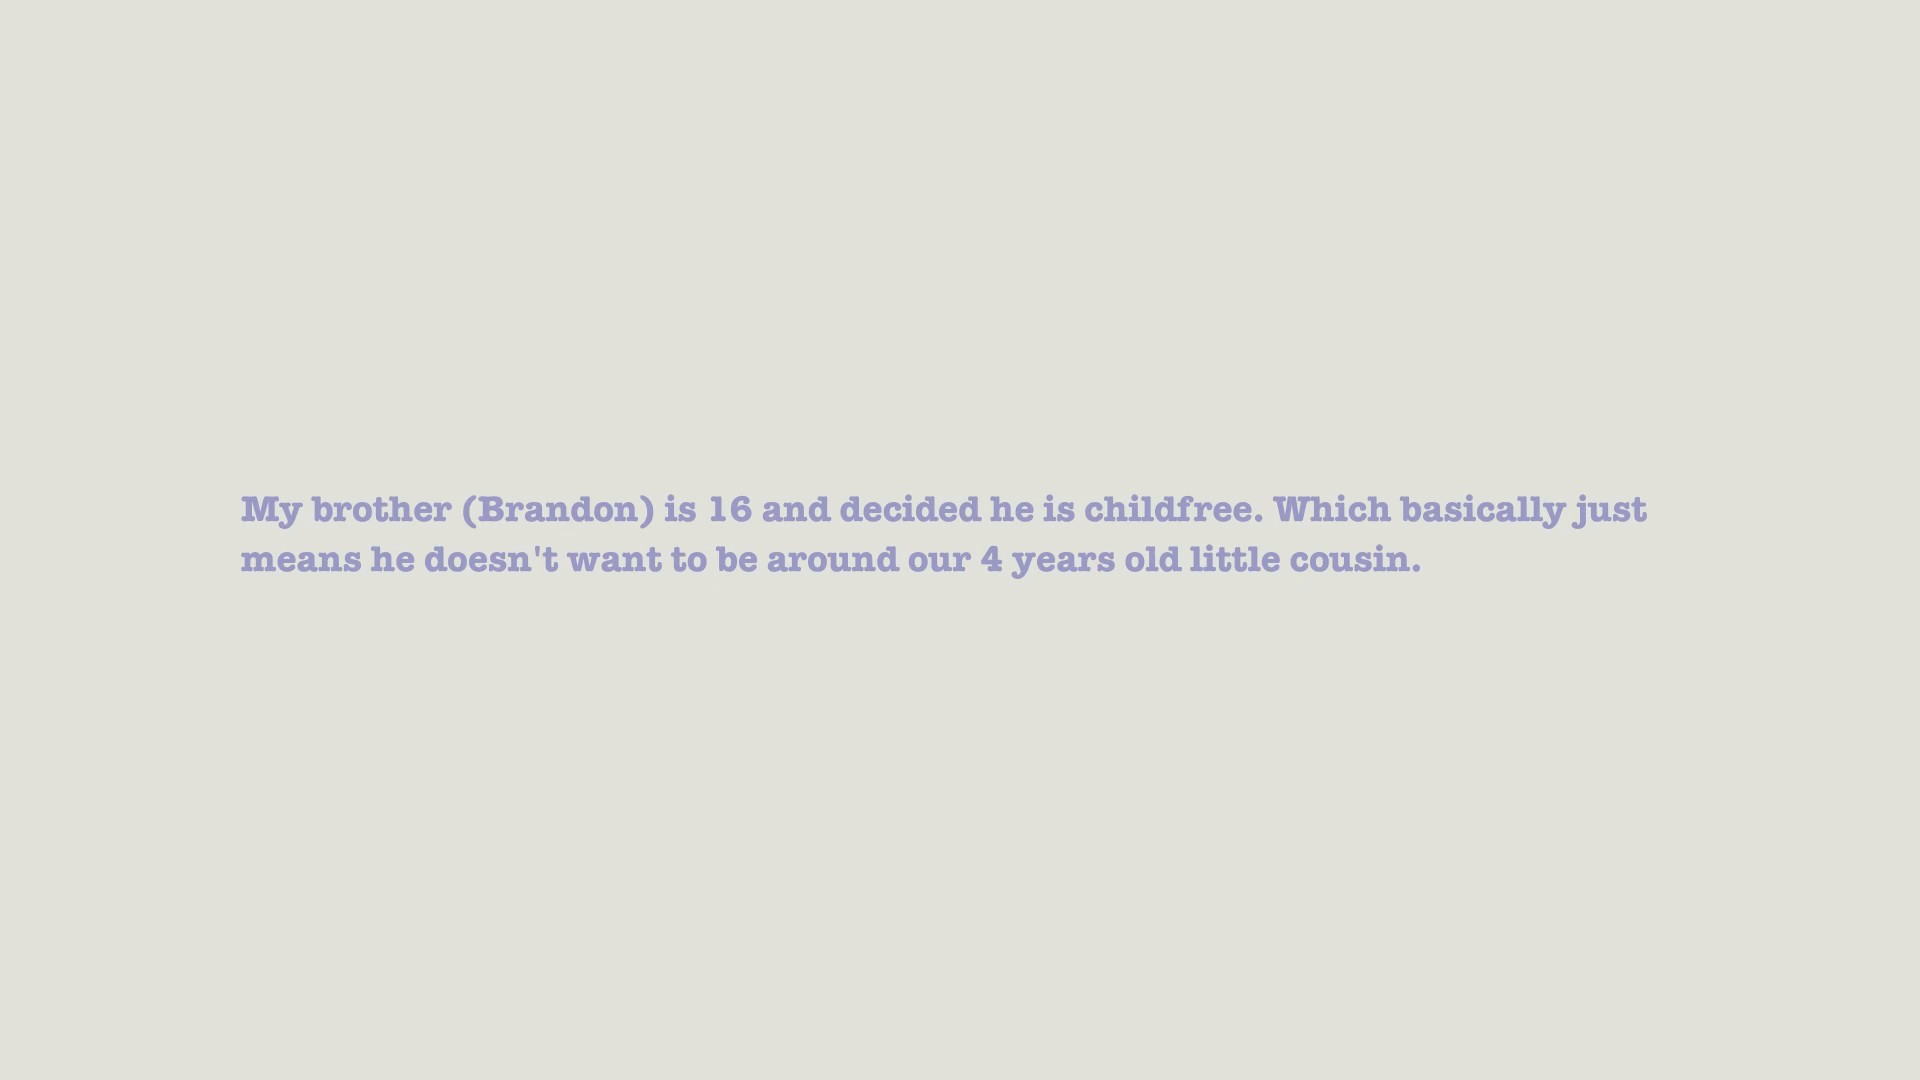 My brother (Brandon) is 16 and decided he is childfree. Which basically just
means he doesn't want to be around our 4 years old little cousin.